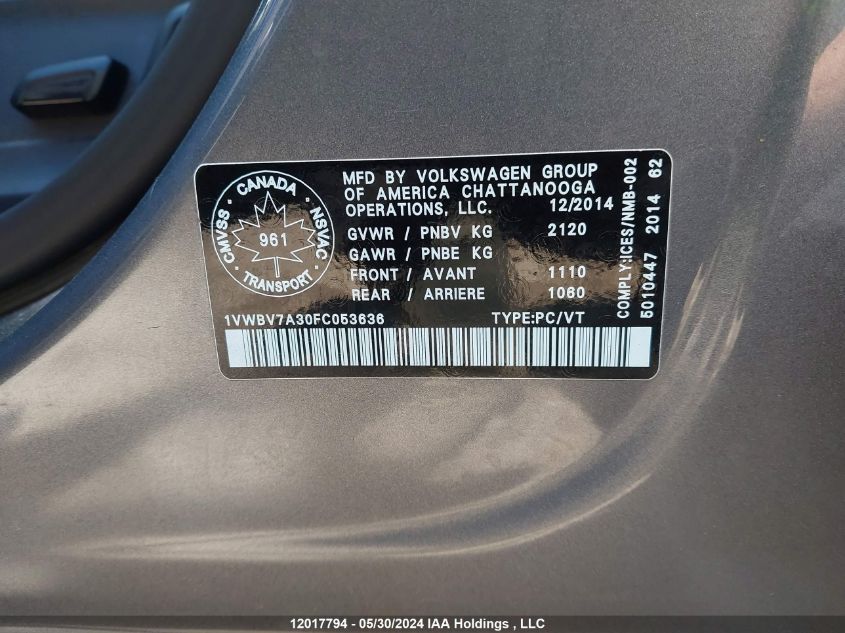 CANADA
CMVSS · NSVAC
961
TRANSPORT
MFD BY VOLKSWAGEN GROUP
OF AMERICA CHATTANOOGA
OPERATIONS, LLC. 12/2014
GVWR / PNBV KG 2120
GAWR / PNBE KG
FRONT / AVANT 1110
REAR / ARRIERE 1060
1VWBV7A30FC053636 TYPE:PC/VT
COMPLY:ICES/NMB-002
5010447 2014 62
12017794 - 05/30/2024 IAA Holdings , LLC